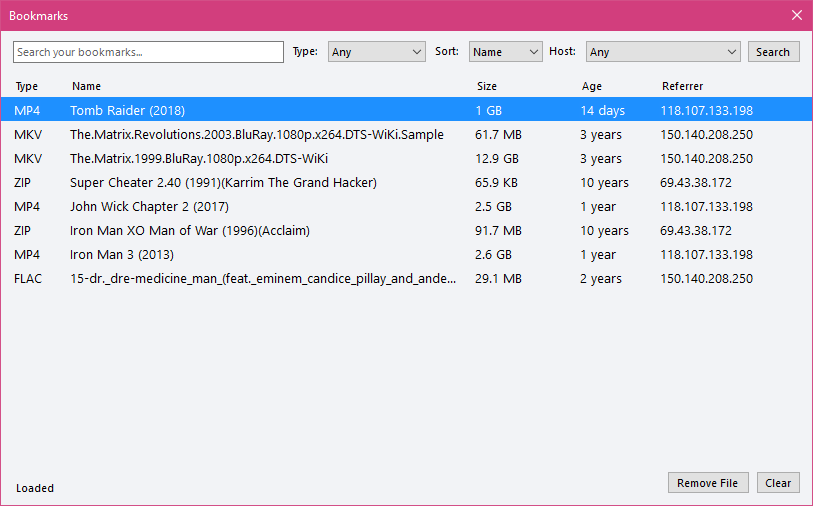 Bookmarks
Search your bookmarks... Type: Any Sort: Name Host: Any Search
Type Name Size Age Referrer
MP4 Tomb Raider (2018) 1 GB 14 days 118.107.133.198
MKV The.Matrix.Revolutions.2003.BluRay.1080p.x264.DTS-WiKi.Sample 61.7 MB 3 years 150.140.208.250
MKV The.Matrix.1999.BluRay.1080p.x264.DTS-WiKi 12.9 GB 3 years 150.140.208.250
ZIP Super Cheater 2.40 (1991)(Karrim The Grand Hacker) 65.9 KB 10 years 69.43.38.172
MP4 John Wick Chapter 2 (2017) 2.5 GB 1 year 118.107.133.198
ZIP Iron Man XO Man of War (1996)(Acclaim) 91.7 MB 10 years 69.43.38.172
MP4 Iron Man 3 (2013) 2.6 GB 1 year 118.107.133.198
FLAC 15-dr._dre-medicine_man_(feat._eminem_candice_pillay_and_ande... 29.1 MB 2 years 150.140.208.250
Loaded Remove File Clear